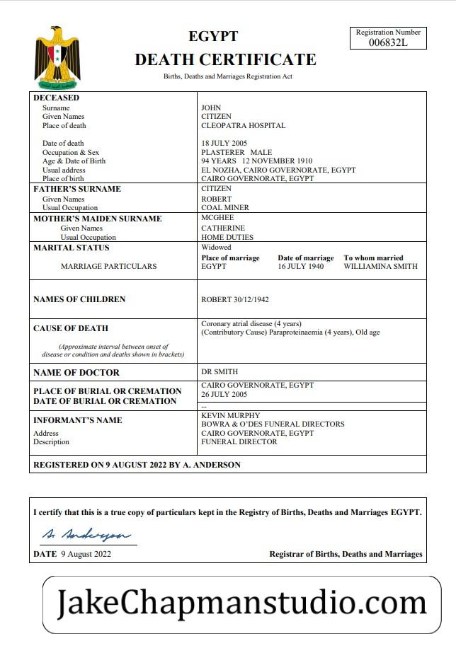 EGYPT
DEATH CERTIFICATE
Births, Deaths and Marriages Registration Act
Registration Number
006832L
DECEASED
Surname JOHN
Given Names CITIZEN
Place of death CLEOPATRA HOSPITAL
Date of death 18 JULY 2005
Occupation & Sex PLASTERER MALE
Age & Date of Birth 94 YEARS 12 NOVEMBER 1910
Usual address EL NOZHA, CAIRO GOVERNORATE, EGYPT
Place of birth CAIRO GOVERNORATE, EGYPT
FATHER'S SURNAME CITIZEN
Given Names ROBERT
Usual Occupation COAL MINER
MOTHER'S MAIDEN SURNAME MCGHEE
Given Names CATHERINE
Usual Occupation HOME DUTIES
MARITAL STATUS Widowed
Place of marriage Date of marriage To whom married
MARRIAGE PARTICULARS EGYPT 16 JULY 1940 WILLIAMINA SMITH
NAMES OF CHILDREN ROBERT 30/12/1942
CAUSE OF DEATH Coronary atrial disease (4 years)
(Contributory Cause) Paraproteinaemia (4 years), Old age
(Approximate interval between onset of
disease or condition and deaths shown in brackets)
NAME OF DOCTOR DR SMITH
PLACE OF BURIAL OR CREMATION CAIRO GOVERNORATE, EGYPT
DATE OF BURIAL OR CREMATION 26 JULY 2005
--
INFORMANT'S NAME KEVIN MURPHY
BOWRA & O'DES FUNERAL DIRECTORS
Address CAIRO GOVERNORATE, EGYPT
Description FUNERAL DIRECTOR
REGISTERED ON 9 AUGUST 2022 BY A. ANDERSON
I certify that this is a true copy of particulars kept in the Registry of Births, Deaths and Marriages EGYPT.
A. Anderson
DATE 9 August 2022 Registrar of Births, Deaths and Marriages
JakeChapmanstudio.com